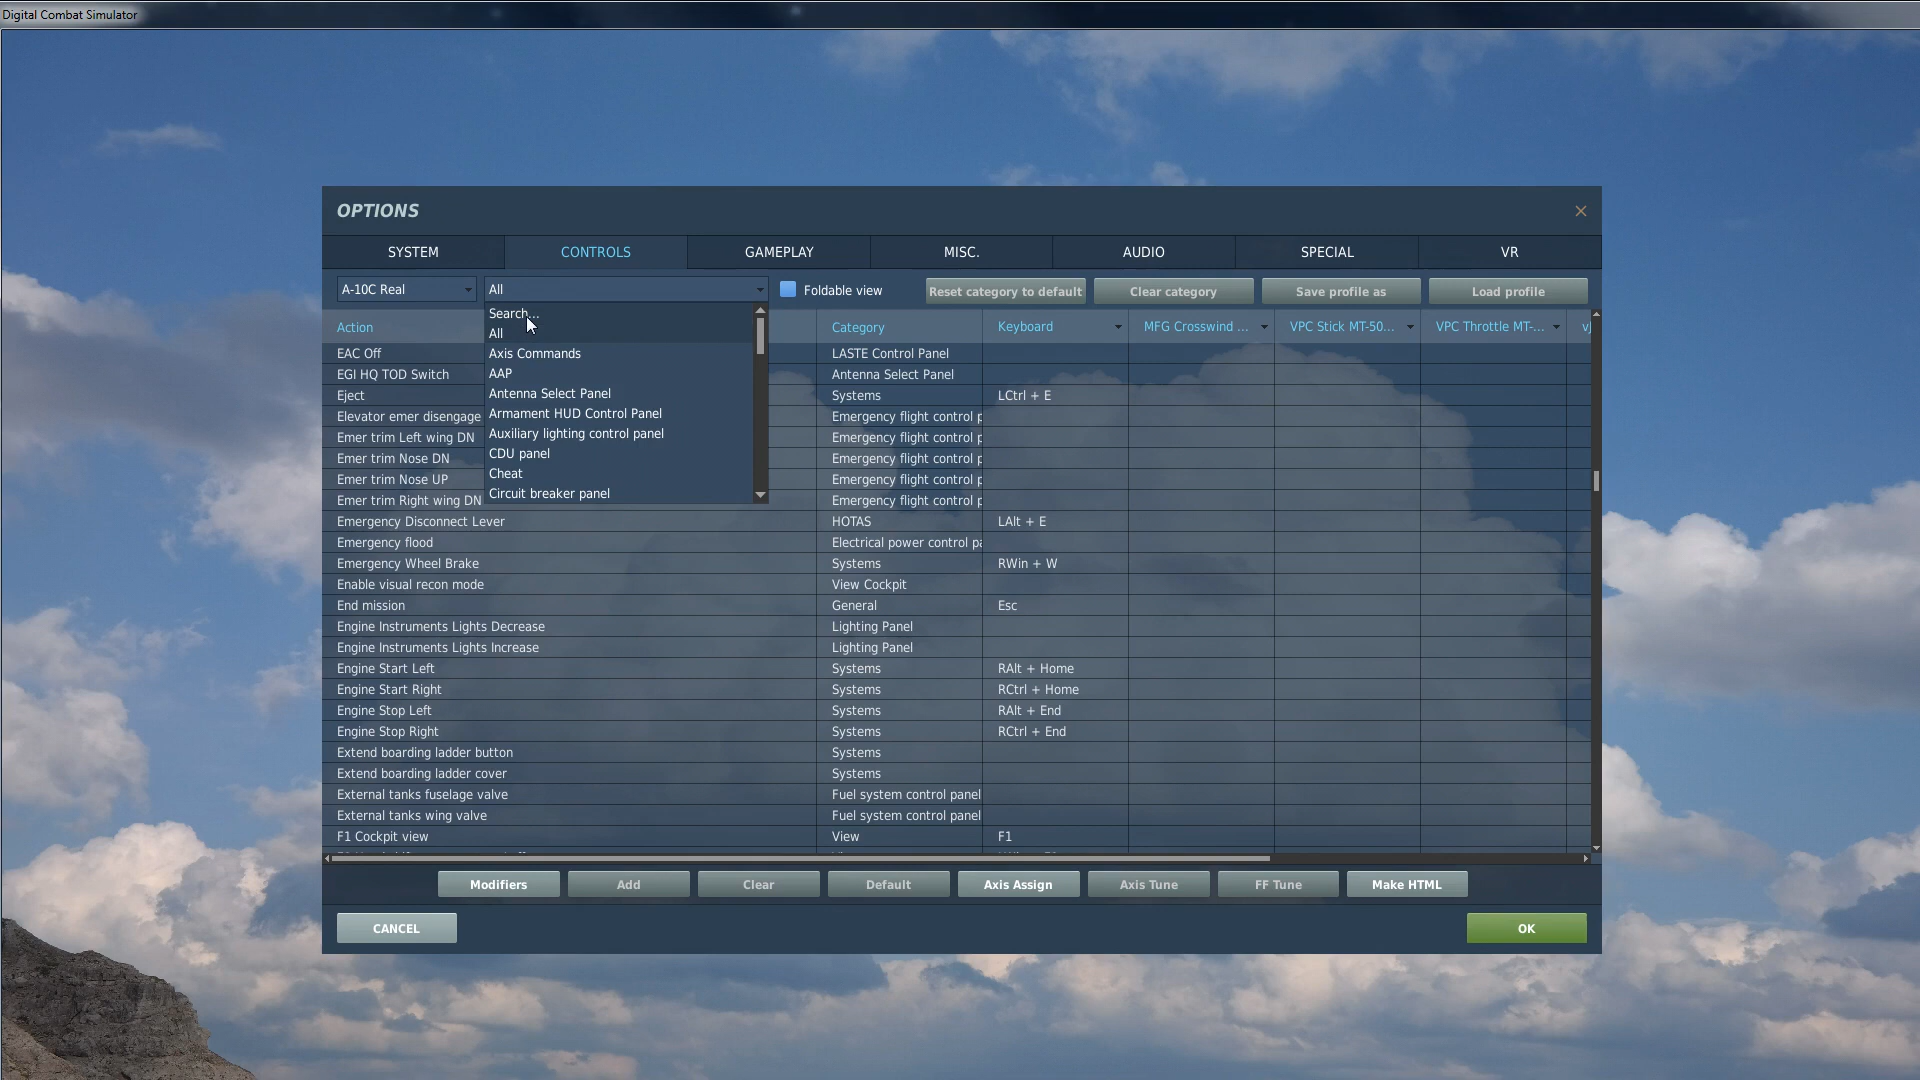 Digital Combat Simulator
OPTIONS
SYSTEM CONTROLS GAMEPLAY MISC. AUDIO SPECIAL VR
A-10C Real All Foldable view Reset category to default Clear category Save profile as Load profile
Search...
All
Axis Commands
AAP
Antenna Select Panel
Armament HUD Control Panel
Auxiliary lighting control panel
CDU panel
Cheat
Circuit breaker panel
Action Category Keyboard MFG Crosswind ... VPC Stick MT-50... VPC Throttle MT-... vJ
EAC Off LASTE Control Panel
EGI HQ TOD Switch Antenna Select Panel
Eject Systems LCtrl + E
Elevator emer disengage Emergency flight control p
Emer trim Left wing DN Emergency flight control p
Emer trim Nose DN Emergency flight control p
Emer trim Nose UP Emergency flight control p
Emer trim Right wing DN Emergency flight control p
Emergency Disconnect Lever HOTAS LAlt + E
Emergency flood Electrical power control pa
Emergency Wheel Brake Systems RWin + W
Enable visual recon mode View Cockpit
End mission General Esc
Engine Instruments Lights Decrease Lighting Panel
Engine Instruments Lights Increase Lighting Panel
Engine Start Left Systems RAlt + Home
Engine Start Right Systems RCtrl + Home
Engine Stop Left Systems RAlt + End
Engine Stop Right Systems RCtrl + End
Extend boarding ladder button Systems
Extend boarding ladder cover Systems
External tanks fuselage valve Fuel system control panel
External tanks wing valve Fuel system control panel
F1 Cockpit view View F1
Modifiers Add Clear Default Axis Assign Axis Tune FF Tune Make HTML
CANCEL OK